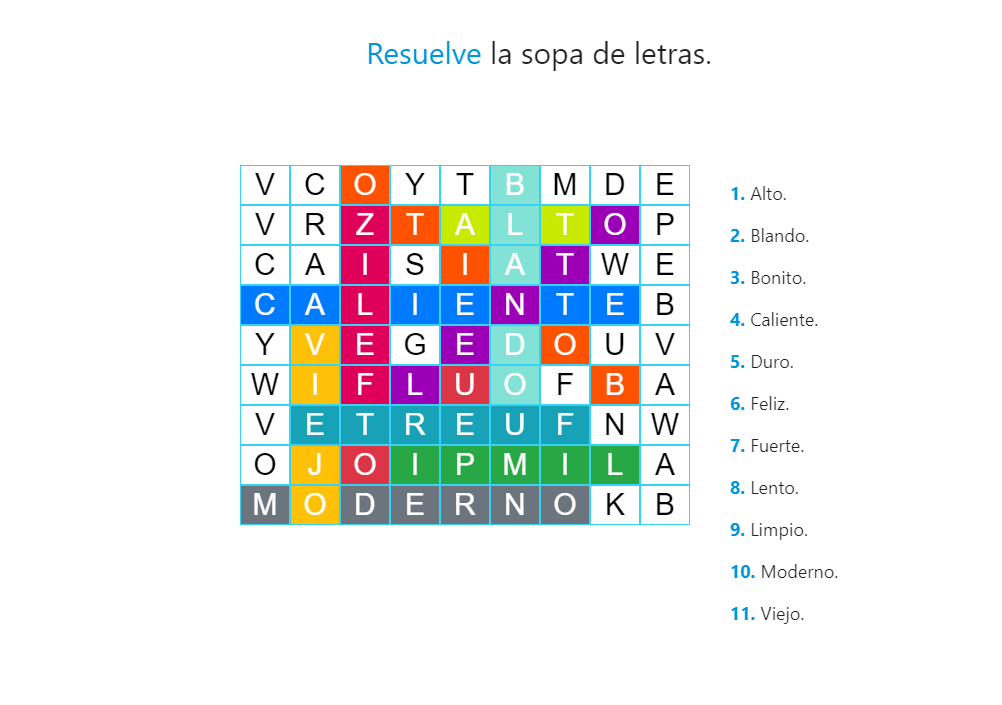 Resuelve la sopa de letras.
V C O Y T B M D E
V R Z T A L T O P
C A I S I A T W E
C A L I E N T E B
Y V E G E D O U V
W I F L U O F B A
V E T R E U F N W
O J O I P M I L A
M O D E R N O K B
1. Alto.
2. Blando.
3. Bonito.
4. Caliente.
5. Duro.
6. Feliz.
7. Fuerte.
8. Lento.
9. Limpio.
10. Moderno.
11. Viejo.